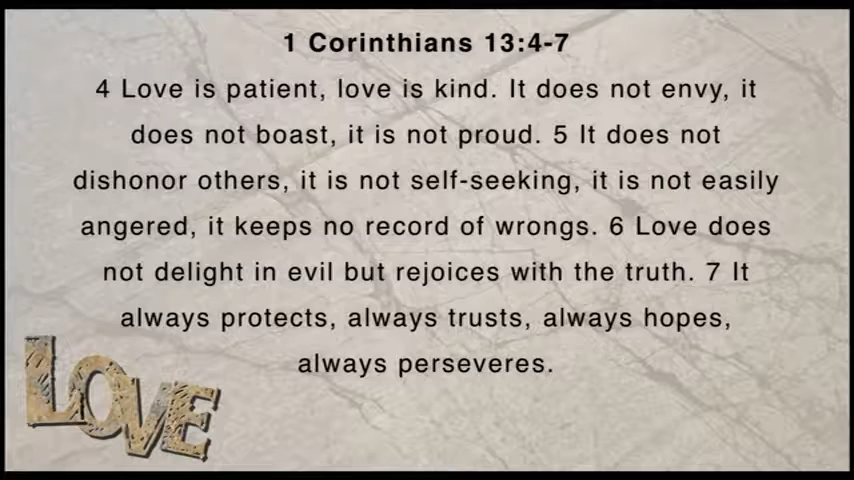 1 Corinthians 13:4-7
4 Love is patient, love is kind. It does not envy, it
does not boast, it is not proud. 5 It does not
dishonor others, it is not self-seeking, it is not easily
angered, it keeps no record of wrongs. 6 Love does
not delight in evil but rejoices with the truth. 7 It
always protects, always trusts, always hopes,
always perseveres.
LOVE